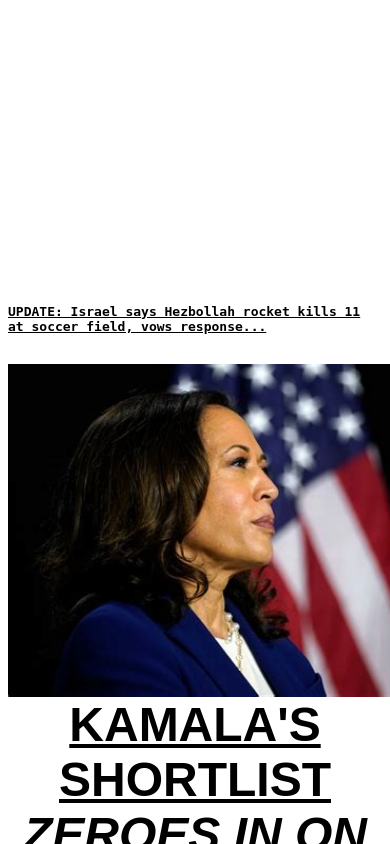 UPDATE: Israel says Hezbollah rocket kills 11
at soccer field, vows response...
KAMALA'S
SHORTLIST
ZEROES IN ON